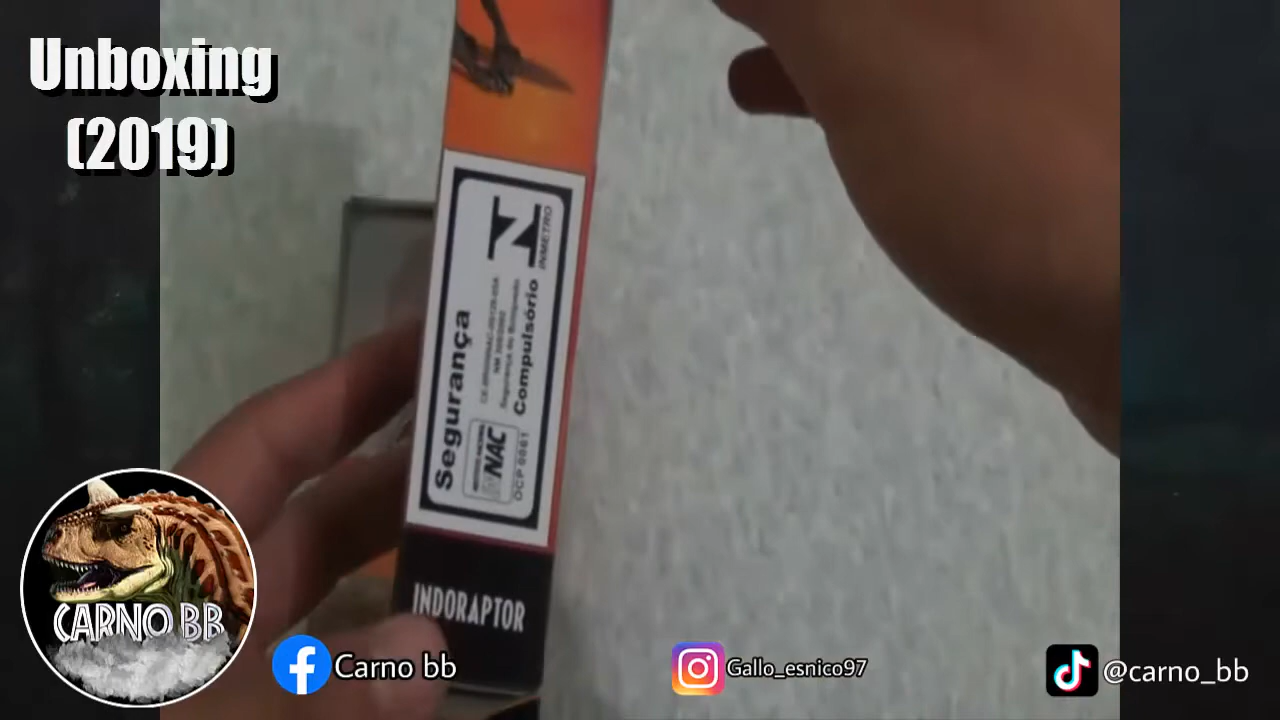 Unboxing
(2019)
Segurança
Compulsório
INMETRO
NAC
OCP 0061
INDORAPTOR
CARNO BB
Carno bb
Gallo_esnico97
@carno_bb